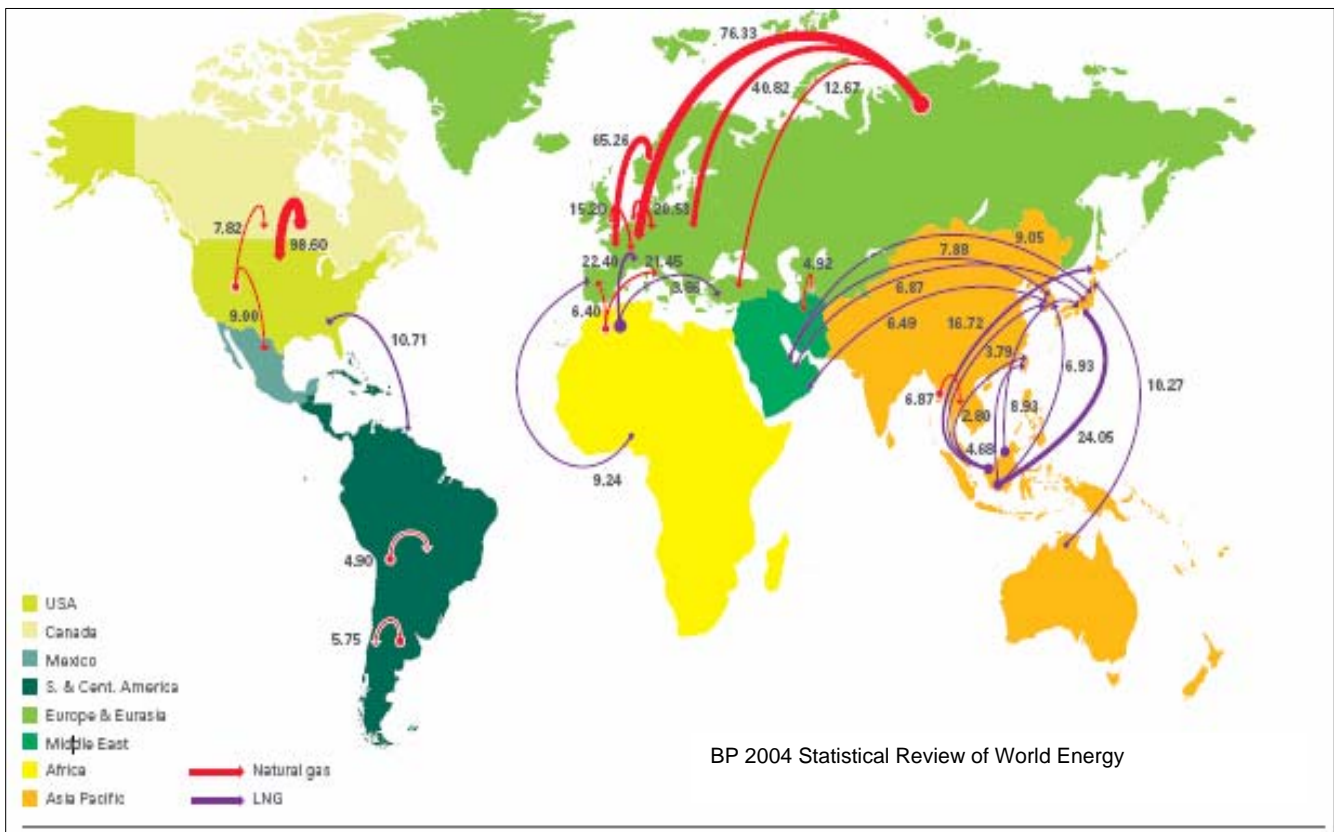 76.33
40.82
12.67
65.26
15.20
20.53
7.82
98.60
9.05
7.88
22.40
21.45
4.92
3.86
6.87
6.40
9.00
10.71
6.49
16.72
3.79
6.93
10.27
6.87
2.80
8.93
24.05
4.68
9.24
4.90
5.75
USA
Canada
Mexico
S. & Cent. America
Europe & Eurasia
Middle East
Africa
Asia Pacific
Natural gas
LNG
BP 2004 Statistical Review of World Energy